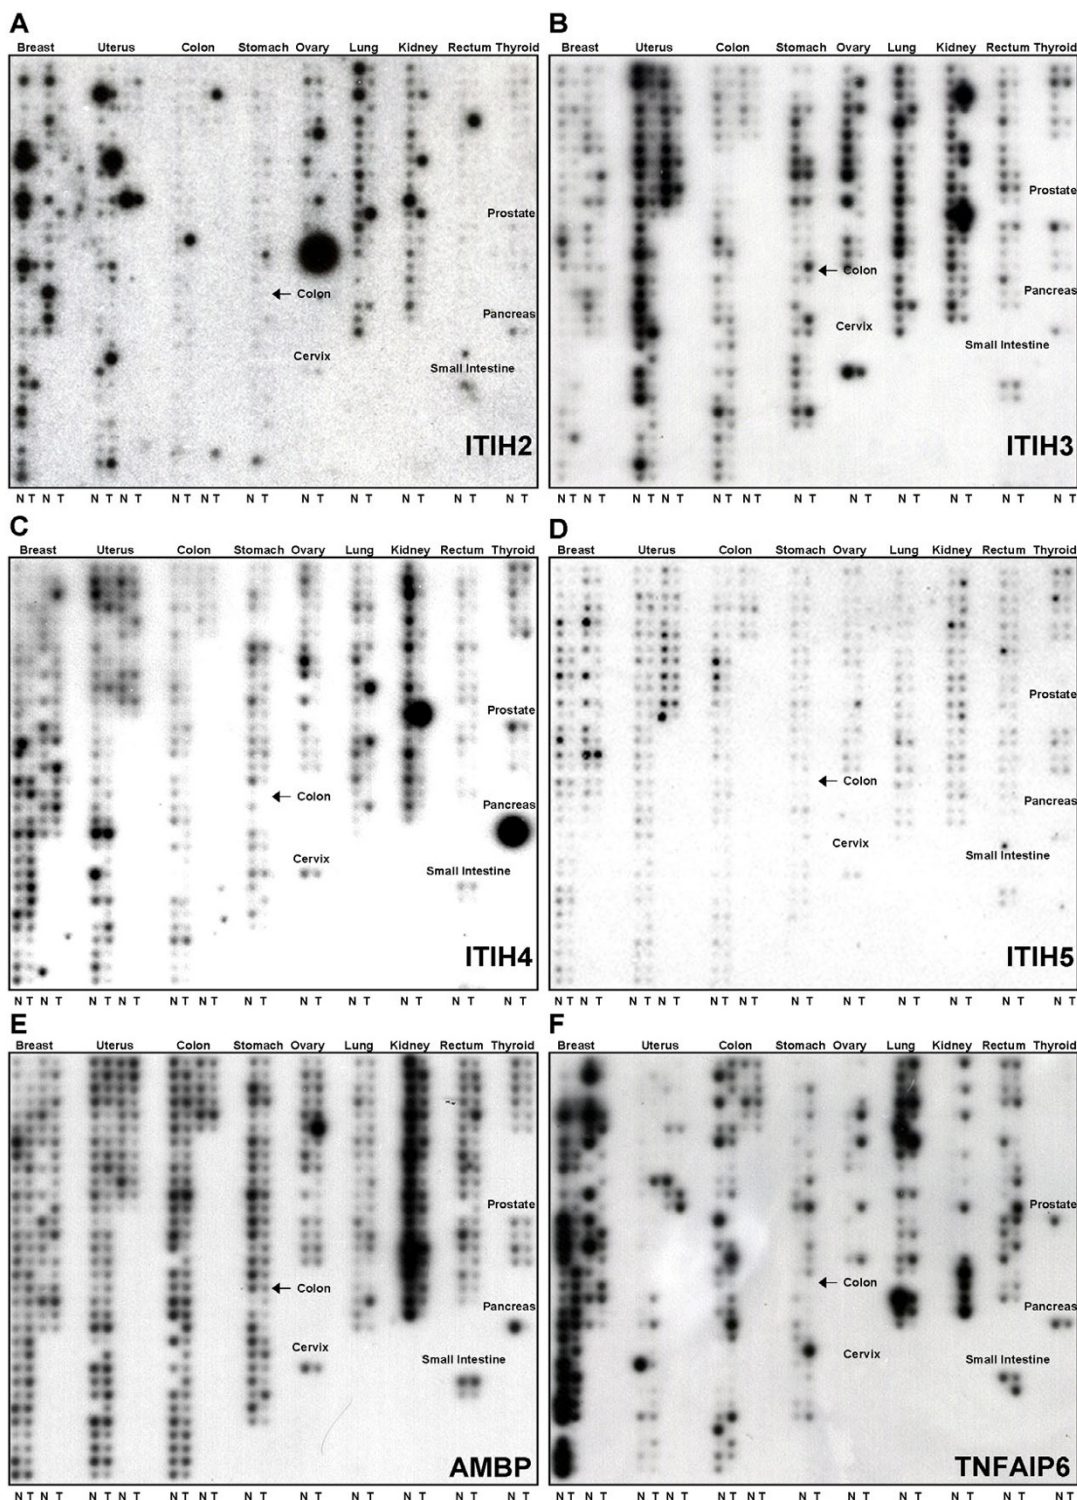 A
Breast Uterus Colon Stomach Ovary Lung Kidney Rectum Thyroid
Prostate
← Colon
Pancreas
Cervix
Small Intestine
ITIH2
N T N T N T N T N T N T N T N T N T N T N T N T
B
Breast Uterus Colon Stomach Ovary Lung Kidney Rectum Thyroid
Prostate
← Colon
Pancreas
Cervix
Small Intestine
ITIH3
N T N T N T N T N T N T N T N T N T N T N T N T
C
Breast Uterus Colon Stomach Ovary Lung Kidney Rectum Thyroid
Prostate
← Colon
Pancreas
Cervix
Small Intestine
ITIH4
N T N T N T N T N T N T N T N T N T N T N T N T
D
Breast Uterus Colon Stomach Ovary Lung Kidney Rectum Thyroid
Prostate
← Colon
Pancreas
Cervix
Small Intestine
ITIH5
N T N T N T N T N T N T N T N T N T N T N T N T
E
Breast Uterus Colon Stomach Ovary Lung Kidney Rectum Thyroid
Prostate
← Colon
Pancreas
Cervix
Small Intestine
AMBP
N T N T N T N T N T N T N T N T N T N T N T N T
F
Breast Uterus Colon Stomach Ovary Lung Kidney Rectum Thyroid
Prostate
← Colon
Pancreas
Cervix
Small Intestine
TNFAIP6
N T N T N T N T N T N T N T N T N T N T N T N T